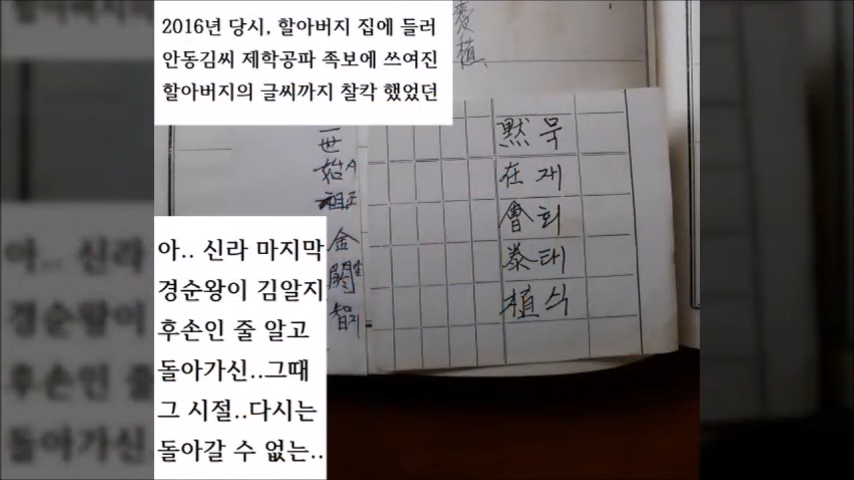 2016년 당시, 할아버지 집에 들러
안동김씨 제학공파 족보에 쓰여진
할아버지의 글씨까지 찰칵 했었던
植
默 묵
在 재
會 회
泰 태
植 식
一世始祖金閼智
아.. 신라 마지막
경순왕이 김알지
후손인 줄 알고
돌아가신..그때
그 시절..다시는
돌아갈 수 없는..